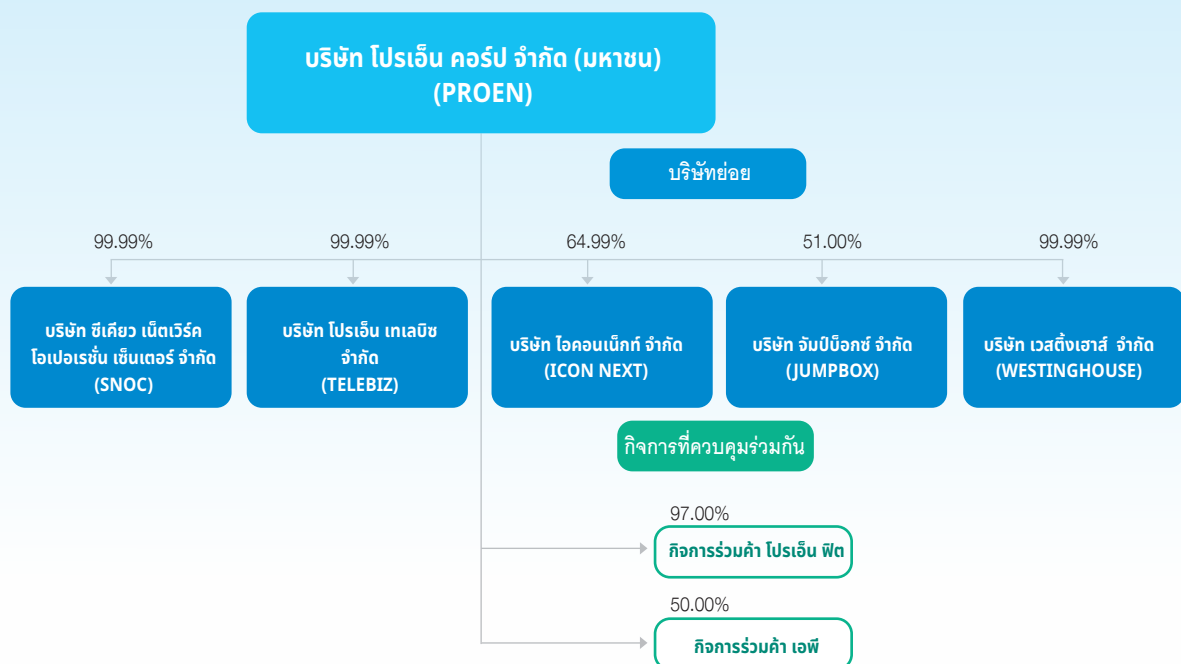 บริษัท โปรเอ็น คอร์ป จำกัด (มหาชน)
(PROEN)
บริษัทย่อย
99.99%
99.99%
64.99%
51.00%
99.99%
บริษัท ซีเคียว เน็ตเวิร์ค
โอเปอเรชั่น เซ็นเตอร์ จำกัด
(SNOC)
บริษัท โปรเอ็น เทเลบิซ
จำกัด
(TELEBIZ)
บริษัท ไอคอนเน็กท์ จำกัด
(ICON NEXT)
บริษัท จัมป์บ็อกซ์ จำกัด
(JUMPBOX)
บริษัท เวสติ้งเฮาส์ จำกัด
(WESTINGHOUSE)
กิจการที่ควบคุมร่วมกัน
97.00%
กิจการร่วมค้า โปรเอ็น ฟิต
50.00%
กิจการร่วมค้า เอพี